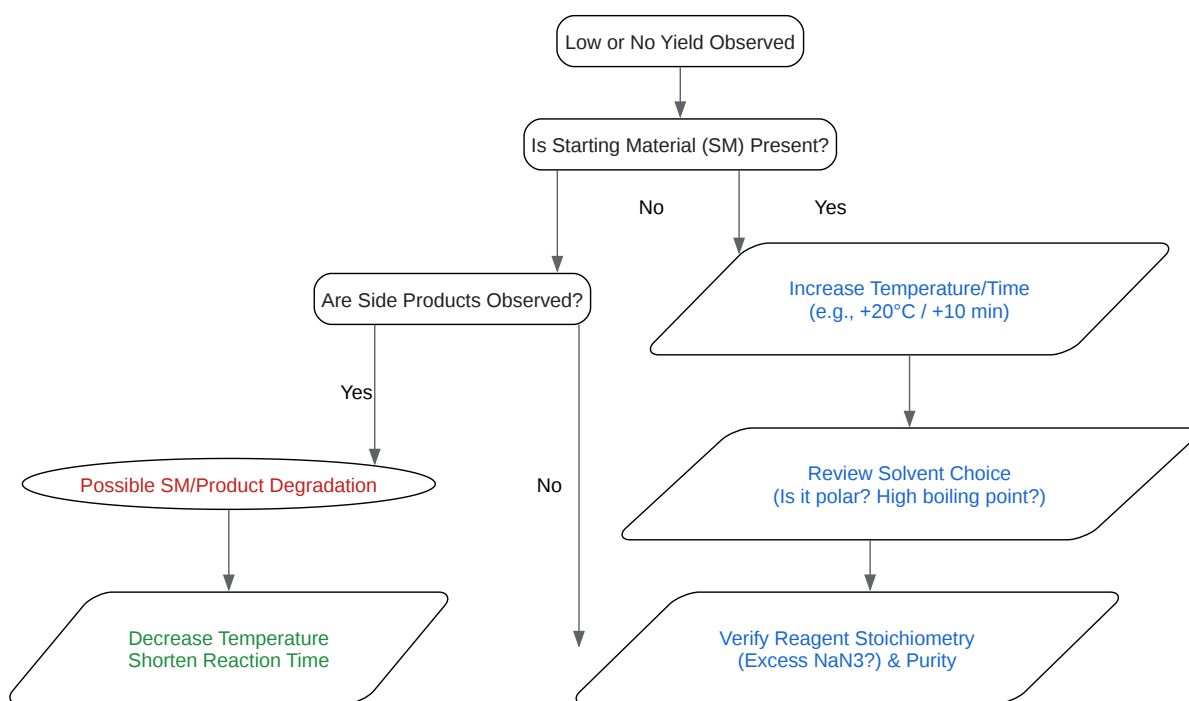 Low or No Yield Observed
Is Starting Material (SM) Present?
No
Yes
Are Side Products Observed?
Increase Temperature/Time
(e.g., +20°C / +10 min)
Yes
Possible SM/Product Degradation
No
Review Solvent Choice
(Is it polar? High boiling point?)
Decrease Temperature
Shorten Reaction Time
Verify Reagent Stoichiometry
(Excess NaN3?) & Purity